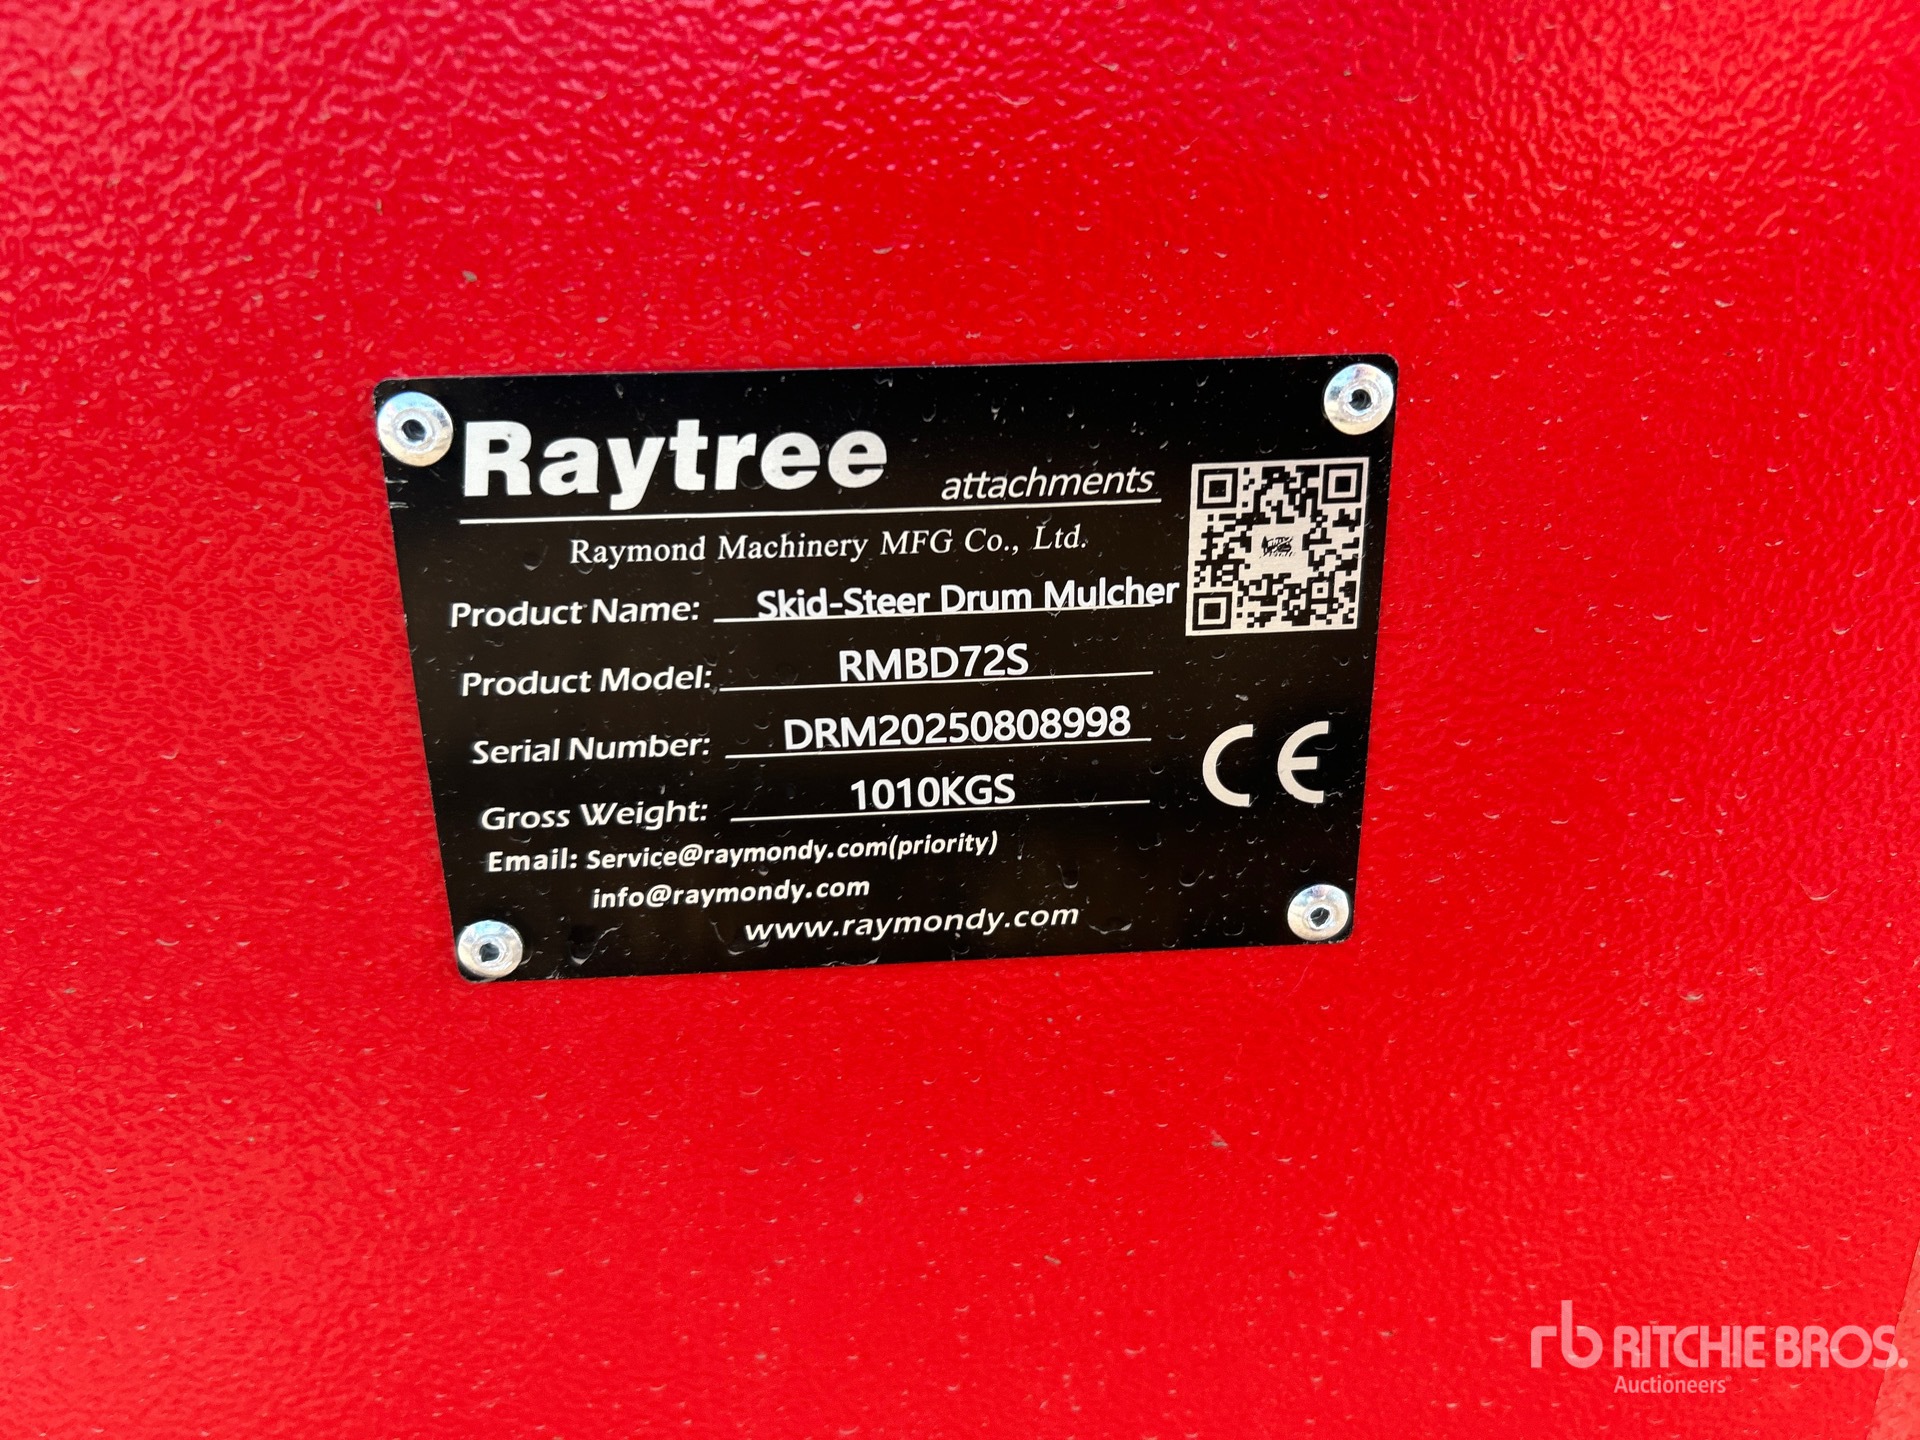 Raytree attachments
Raymond Machinery MFG Co., Ltd.
Product Name: Skid-Steer Drum Mulcher
Product Model: RMBD72S
Serial Number: DRM20250808998
Gross Weight: 1010KGS
Email: Service@raymondy.com(priority)
info@raymondy.com
www.raymondy.com
CE
rb RITCHIE BROS.
Auctioneers